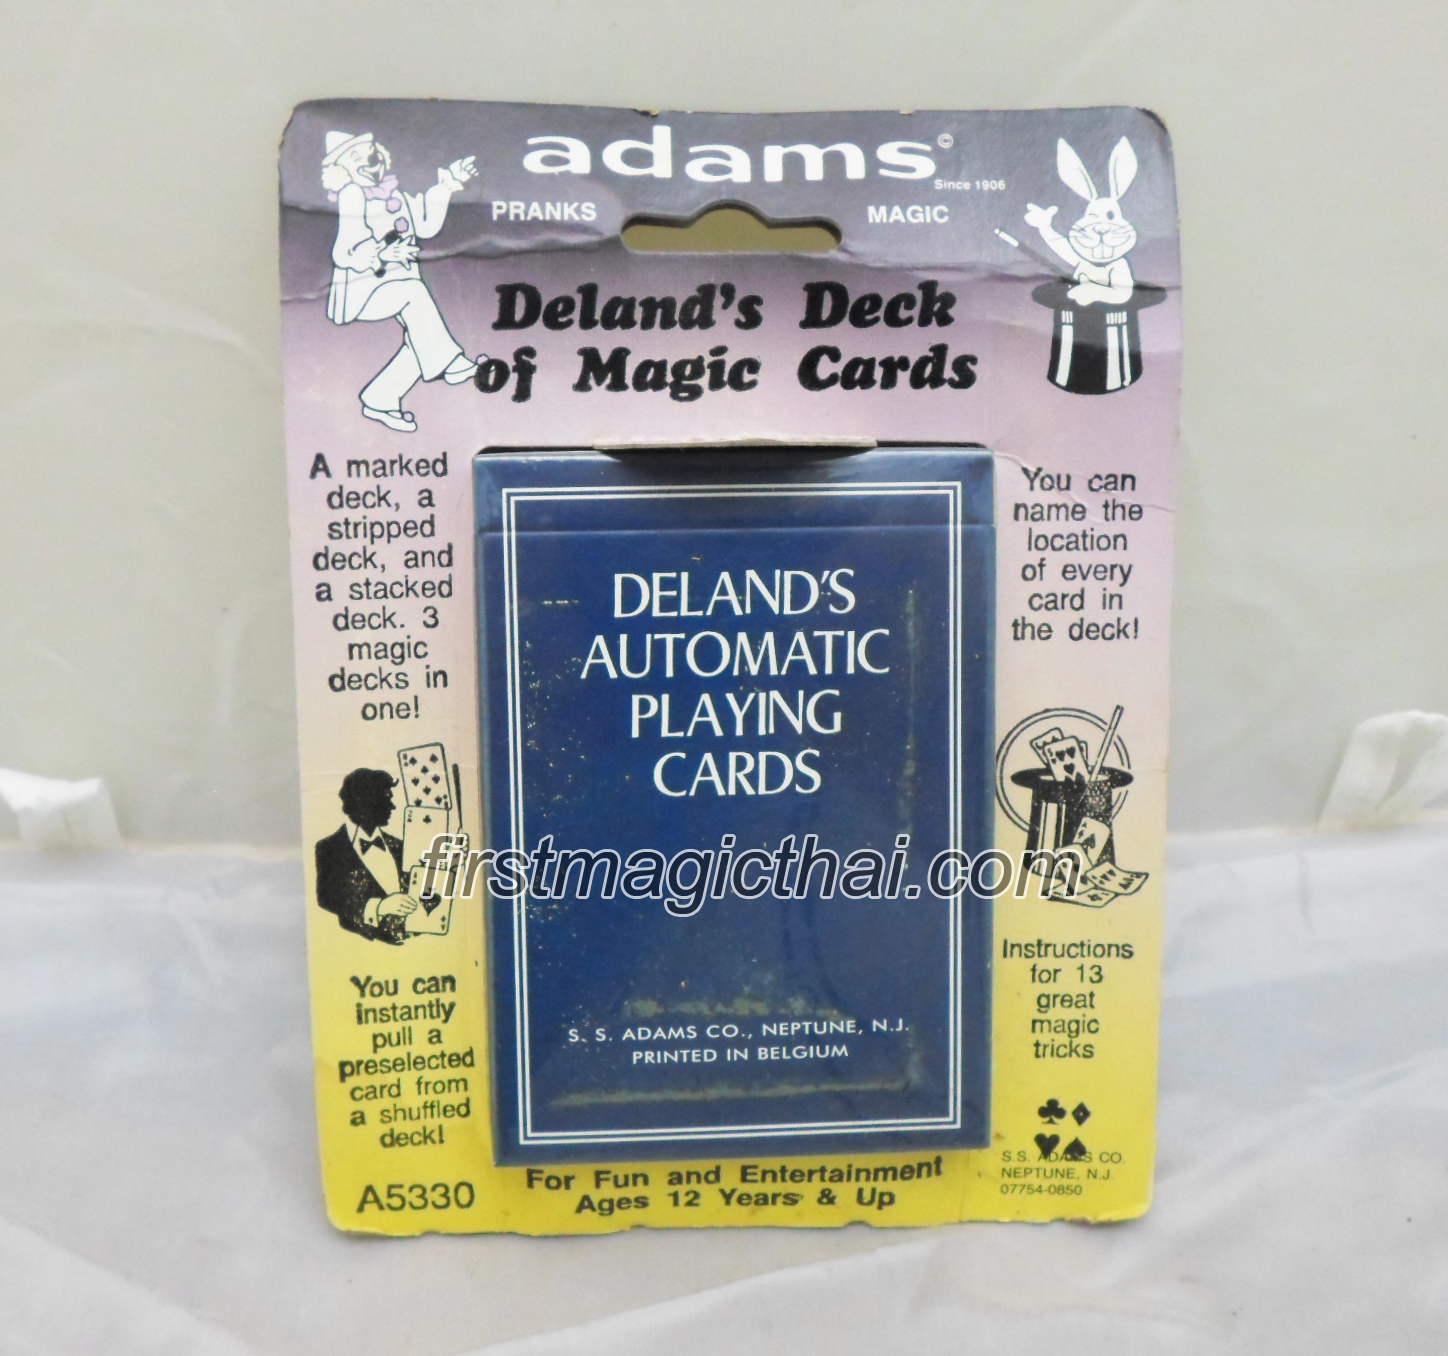 adams©
Since 1906
PRANKS
MAGIC
Deland's Deck
of Magic Cards
A marked
deck, a
stripped
deck, and
a stacked
deck. 3
magic
decks in
one!
You can
name the
location
of every
card in
the deck!
DELAND'S
AUTOMATIC
PLAYING
CARDS
firstmagicthai.com
You can
instantly
pull a
preselected
card from
a shuffled
deck!
Instructions
for 13
great
magic
tricks
S. S. ADAMS CO., NEPTUNE, N.J.
PRINTED IN BELGIUM
A5330
For Fun and Entertainment
Ages 12 Years & Up
S.S. ADAMS CO.
NEPTUNE, N.J.
07754-0850